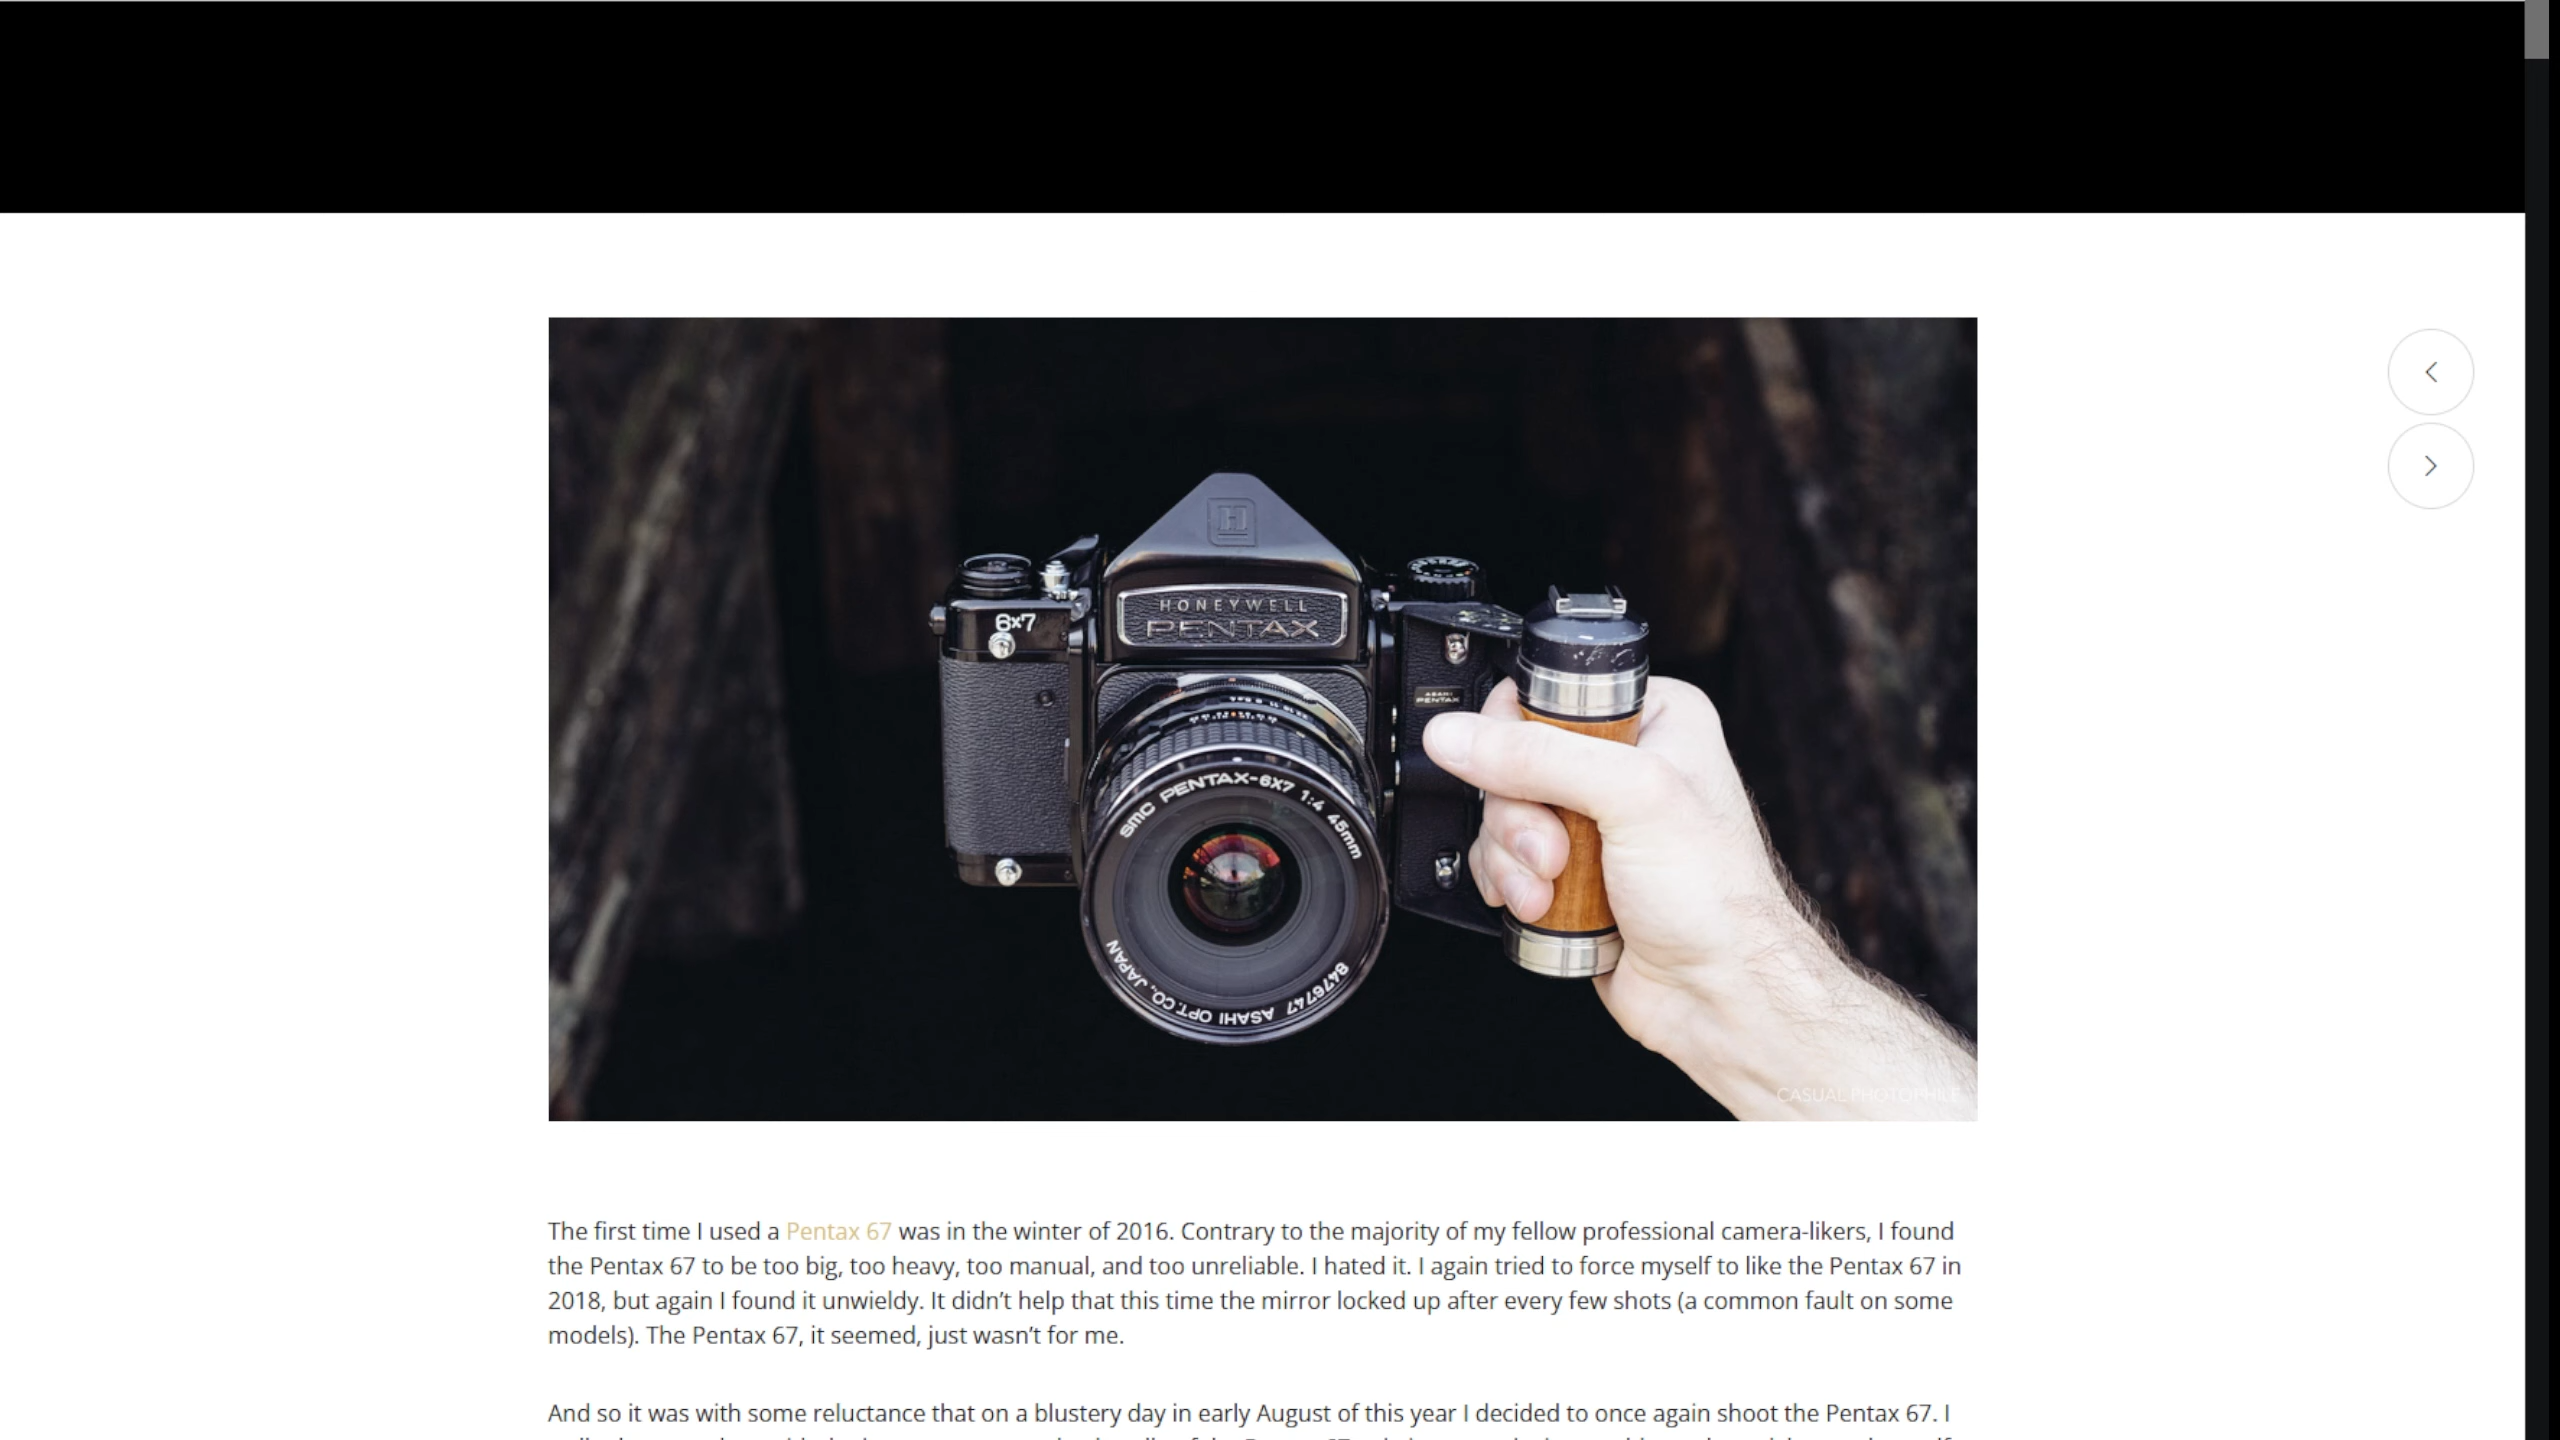 HONEYWELL
PENTAX
6x7
ASAHI
PENTAX
SMC PENTAX-6X7 1:4 45mm
8476747 ASAHI OPT. CO., JAPAN
CASUAL PHOTOPHILE
The first time I used a Pentax 67 was in the winter of 2016. Contrary to the majority of my fellow professional camera-likers, I found
the Pentax 67 to be too big, too heavy, too manual, and too unreliable. I hated it. I again tried to force myself to like the Pentax 67 in
2018, but again I found it unwieldy. It didn’t help that this time the mirror locked up after every few shots (a common fault on some
models). The Pentax 67, it seemed, just wasn’t for me.
And so it was with some reluctance that on a blustery day in early August of this year I decided to once again shoot the Pentax 67. I